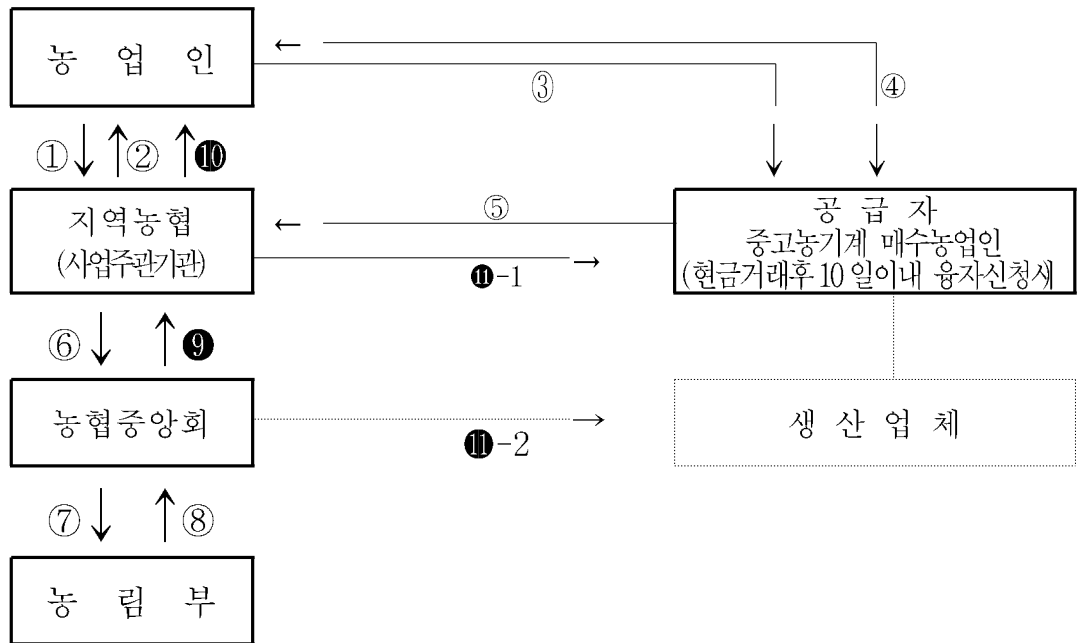 농 업 인
③
④
① ② ❿
지역농협
(사업주관기관)
⑤
⓫-1
공 급 자
중고농기계 매수농업인
(현금거래후 10일이내 융자신청시
⑥ ❾
농협중앙회
⓫-2
생 산 업 체
⑦ ⑧
농 림 부